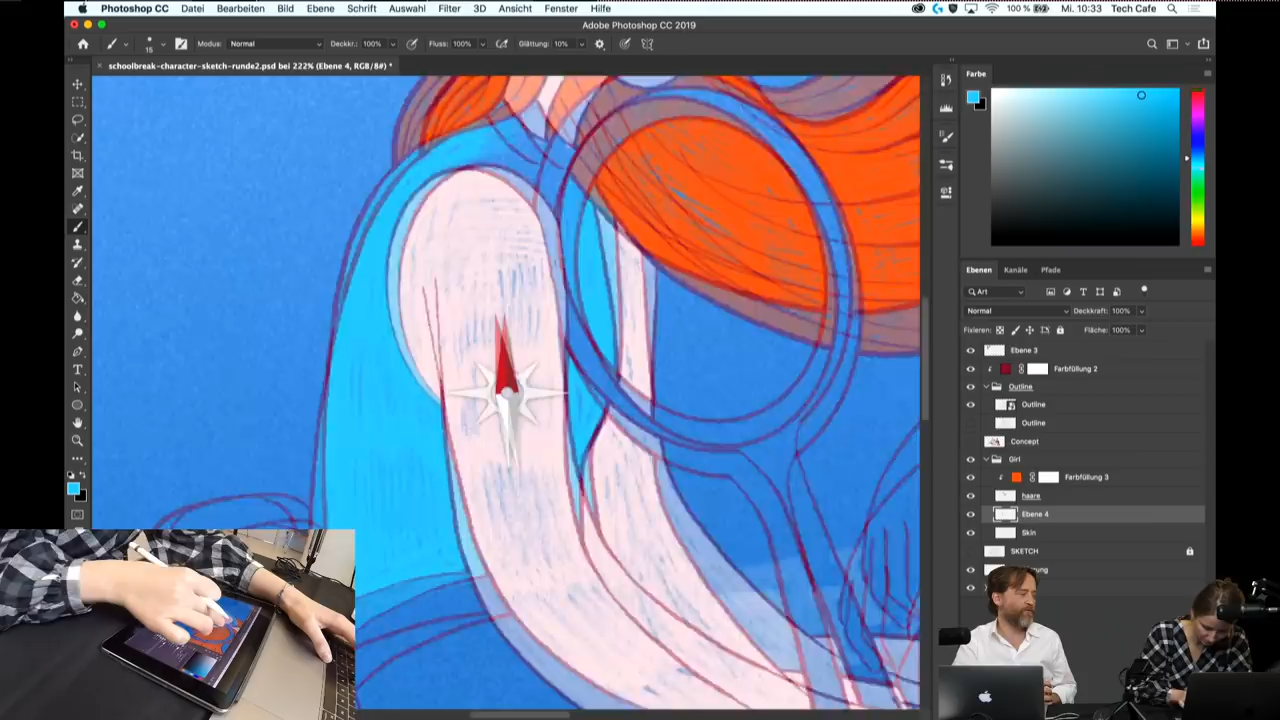 Photoshop CC Datei Bearbeiten Bild Ebene Schrift Auswahl Filter 3D Ansicht Fenster Hilfe 100 % Mi. 10:33 Tech Cafe
Adobe Photoshop CC 2019
15 Modus: Normal Deckkr.: 100% Fluss: 100% Glättung: 10%
× schoolbreak-character-sketch-runde2.psd bei 222% (Ebene 4, RGB/8#) *
Farbe
Ebenen Kanäle Pfade
Art
Normal Deckkraft: 100%
Fixieren: Fläche: 100%
Ebene 3
Farbfüllung 2
Outline
Outline
Outline
Concept
Girl
Farbfüllung 3
haare
Ebene 4
Skin
SKETCH